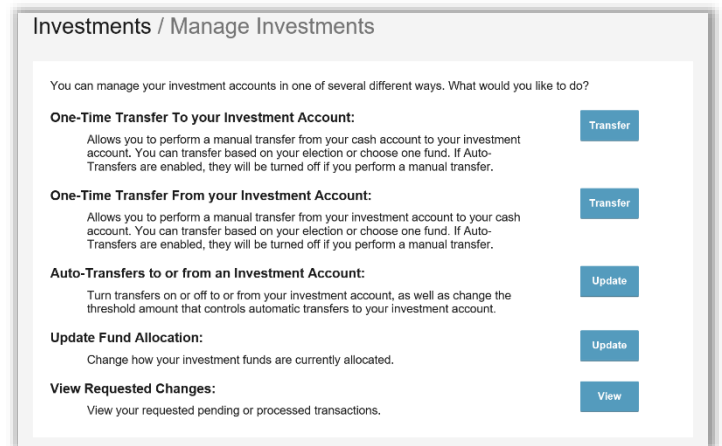 Investments / Manage Investments
You can manage your investment accounts in one of several different ways. What would you like to do?
One-Time Transfer To your Investment Account:
Transfer
Allows you to perform a manual transfer from your cash account to your investment
account. You can transfer based on your election or choose one fund. If Auto-
Transfers are enabled, they will be turned off if you perform a manual transfer.
One-Time Transfer From your Investment Account:
Transfer
Allows you to perform a manual transfer from your investment account to your cash
account. You can transfer based on your election or choose one fund. If Auto-
Transfers are enabled, they will be turned off if you perform a manual transfer.
Auto-Transfers to or from an Investment Account:
Update
Turn transfers on or off to or from your investment account, as well as change the
threshold amount that controls automatic transfers to your investment account.
Update Fund Allocation:
Update
Change how your investment funds are currently allocated.
View Requested Changes:
View
View your requested pending or processed transactions.